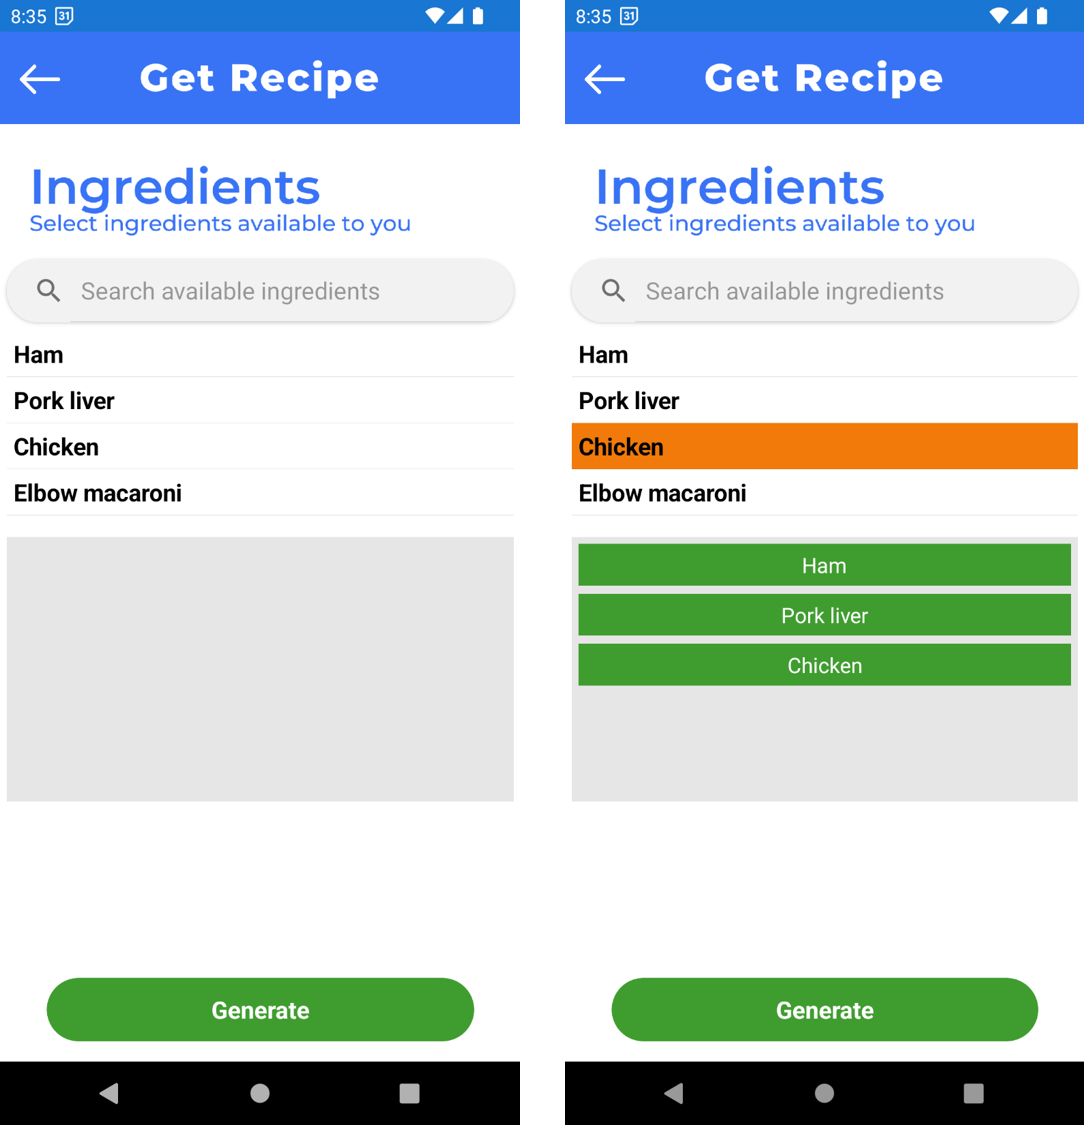 8:35 31
Get Recipe
Ingredients
Select ingredients available to you
Search available ingredients
Ham
Pork liver
Chicken
Elbow macaroni
Generate
8:35 31
Get Recipe
Ingredients
Select ingredients available to you
Search available ingredients
Ham
Pork liver
Chicken
Elbow macaroni
Ham
Pork liver
Chicken
Generate